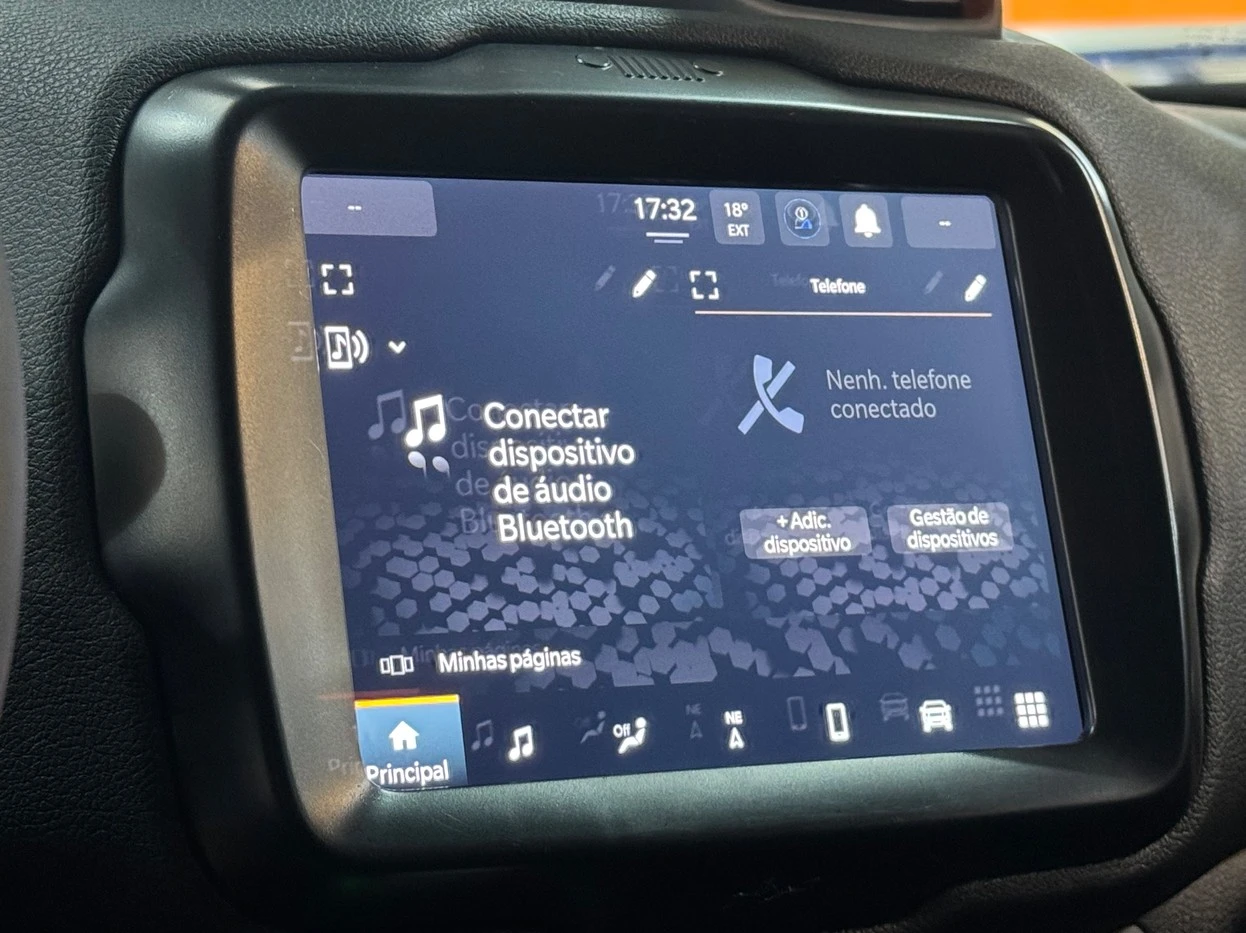 --
17:32
18°
EXT
--
Telefone
Conectar
dispositivo
de áudio
Bluetooth
Nenh. telefone
conectado
+ Adic.
dispositivo
Gestão de
dispositivos
Minhas páginas
Principal
Off
NE